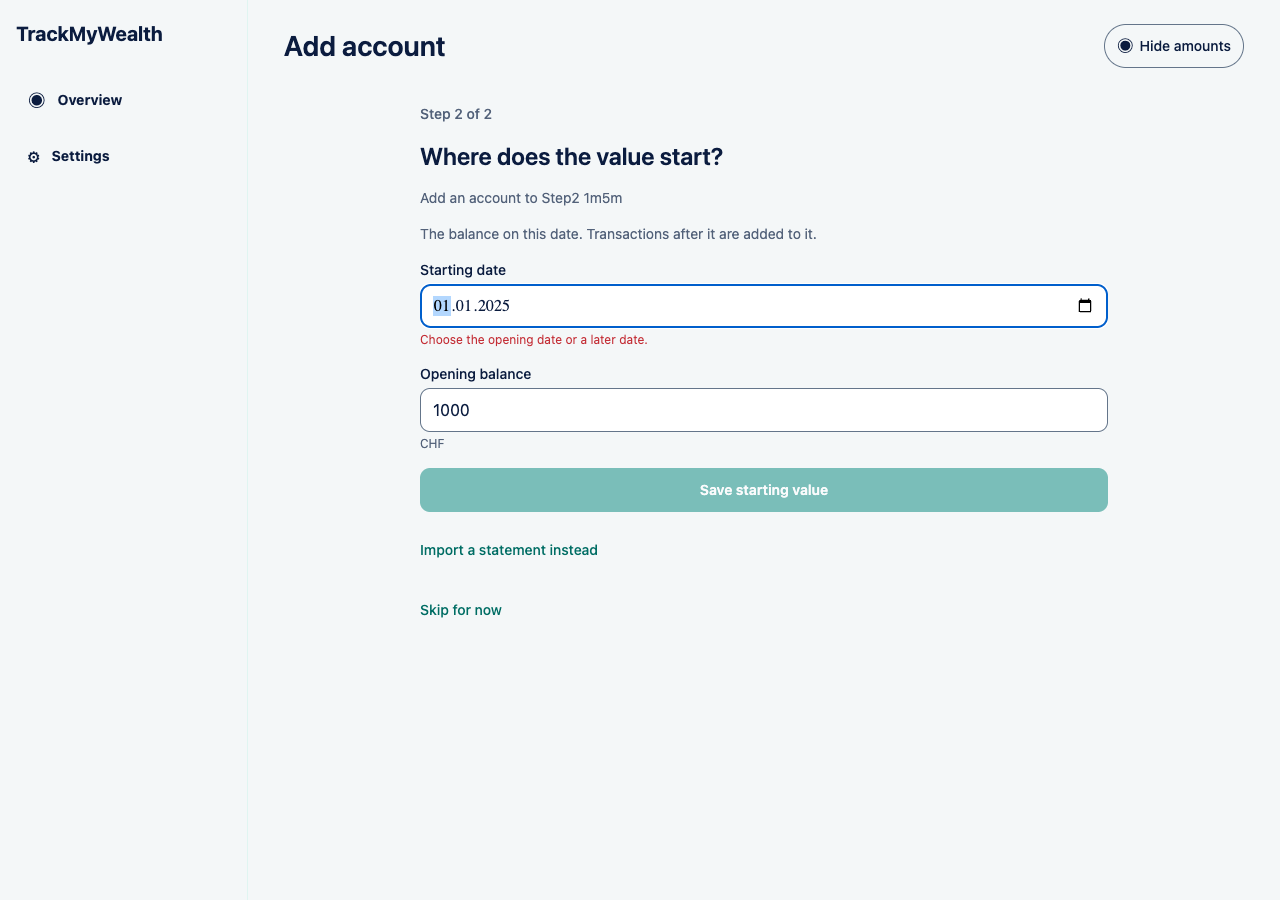 TrackMyWealth
Overview
Settings
Add account
Hide amounts
Step 2 of 2
Where does the value start?
Add an account to Step2 1m5m
The balance on this date. Transactions after it are added to it.
Starting date
01.01.2025
Choose the opening date or a later date.
Opening balance
1000
CHF
Save starting value
Import a statement instead
Skip for now